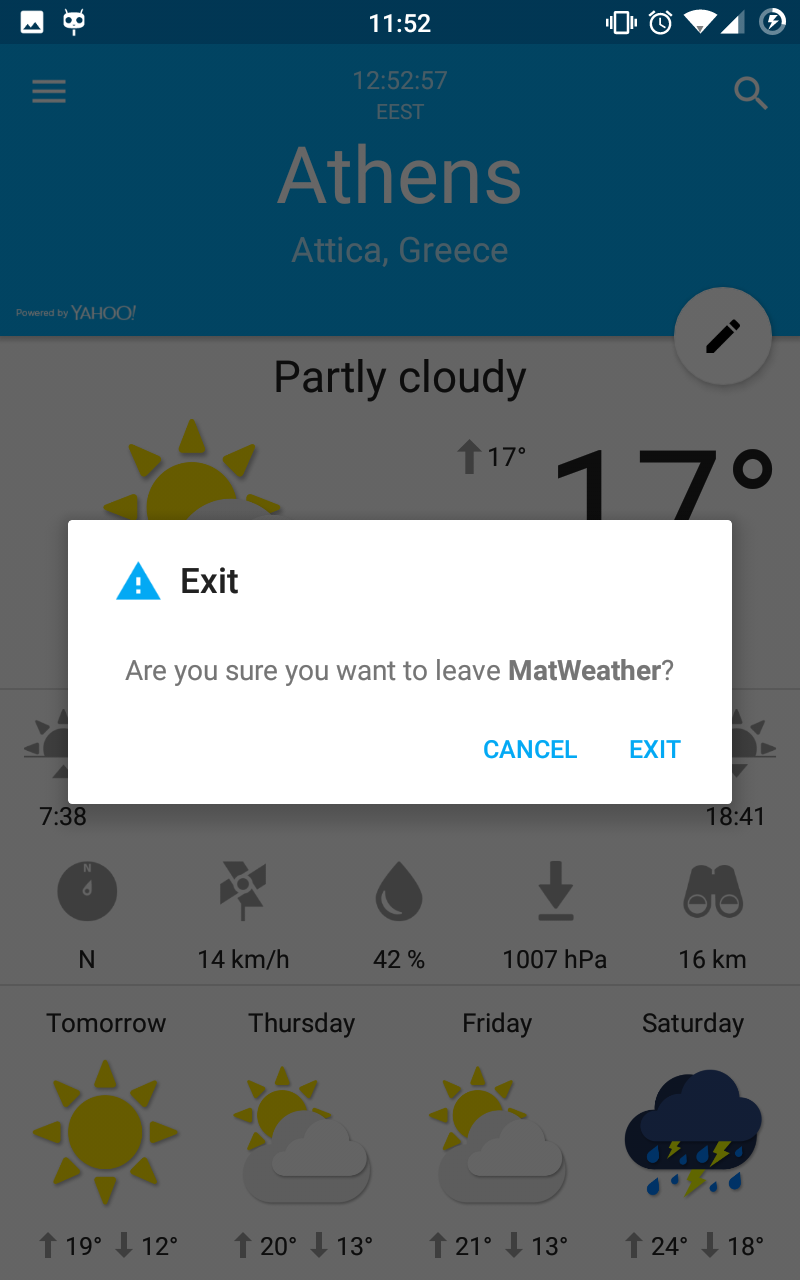 11:52
12:52:57
EEST
Athens
Attica, Greece
Powered by YAHOO!
Partly cloudy
17°
17°
Exit
Are you sure you want to leave MatWeather?
CANCEL EXIT
7:38 18:41
N
N 14 km/h 42 % 1007 hPa 16 km
Tomorrow Thursday Friday Saturday
19° 12° 20° 13° 21° 13° 24° 18°